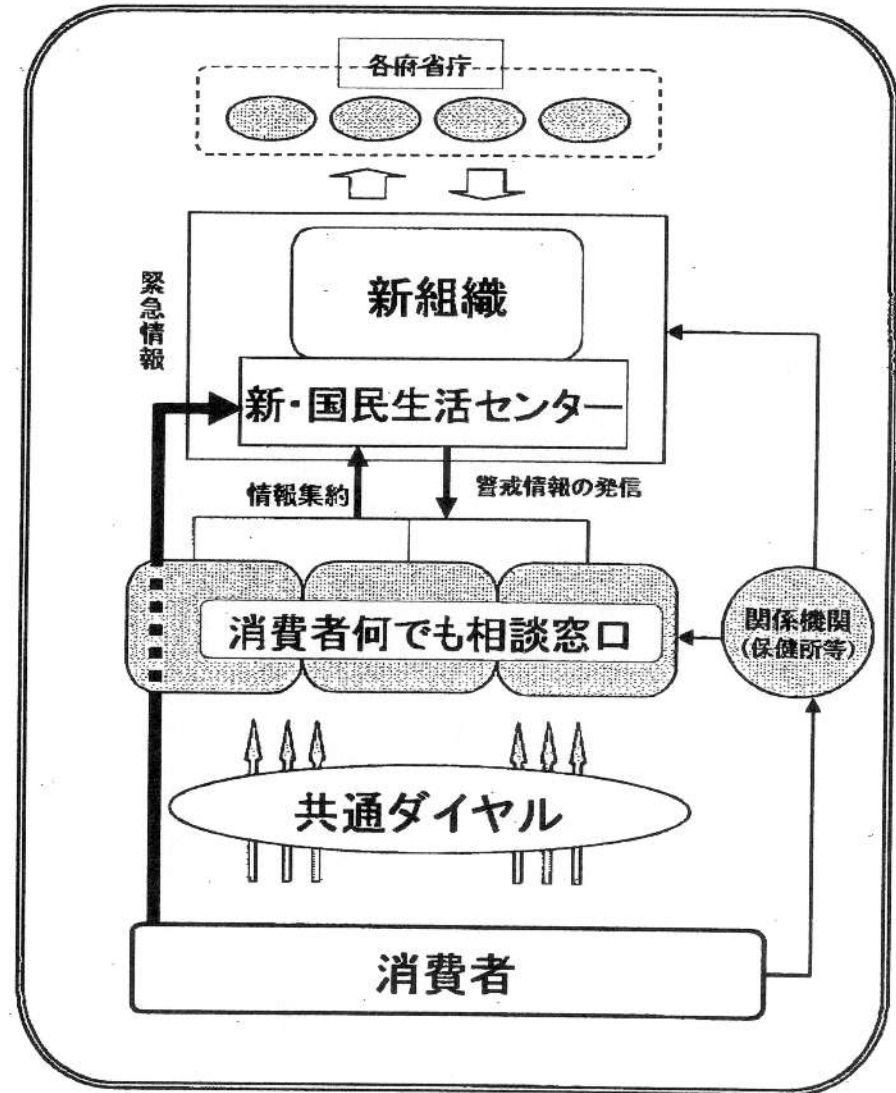 各府省庁
新組織
緊急情報
新・国民生活センター
情報集約
警戒情報の発信
消費者何でも相談窓口
関係機関
(保健所等)
共通ダイヤル
消費者